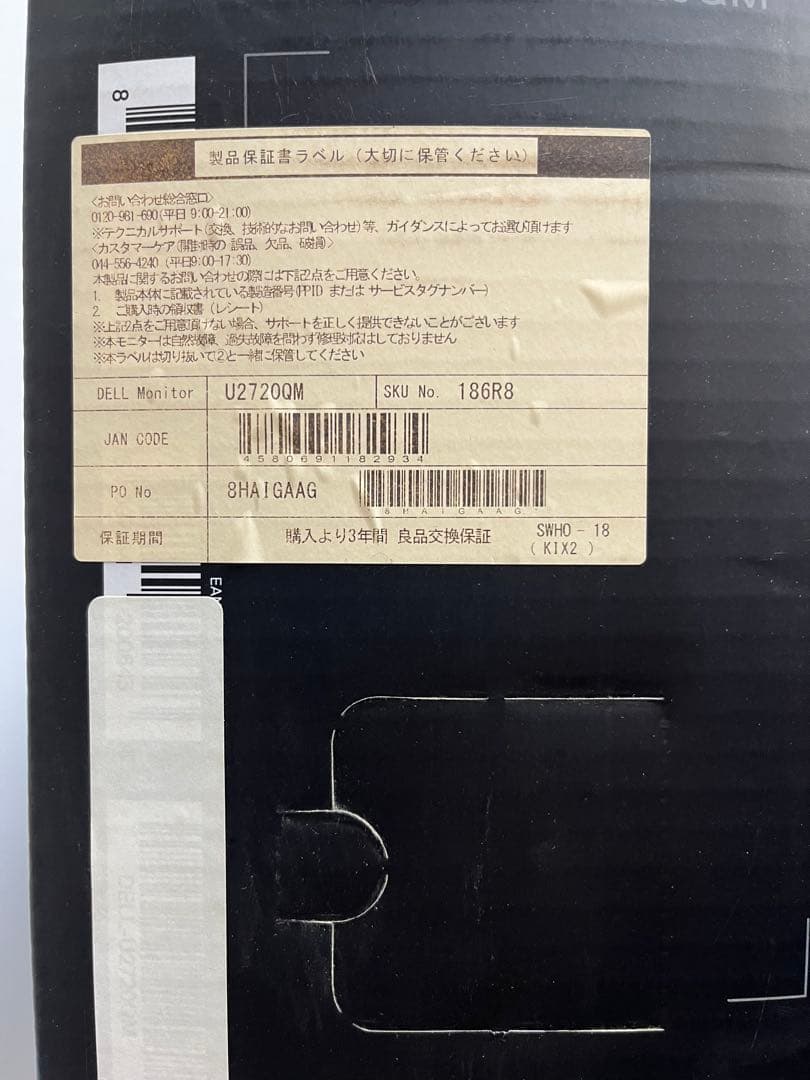 8
製品保証書ラベル（大切に保管ください）
<お問い合わせ総合窓口>
0120-981-690(平日 9:00-21:00)
※テクニカルサポート(交換、技術的なお問い合わせ)等、ガイダンスによってお選び頂けます
<カスタマーケア(開梱時の 誤品、欠品、破損)>
044-556-4240 (平日9:00-17:30)
本製品に関するお問い合わせの際には下記2点をご用意ください。
1. 製品本体に記載されている製造番号(PPID または サービスタグナンバー)
2. ご購入時の領収書 (レシート)
※上記2点をご用意頂けない場合、サポートを正しく提供できないことがございます
※本モニターは自然故障、過失故障を問わず修理対応はしておりません
※本ラベルは切り抜いて②と一緒に保管してください
DELL Monitor U2720QM SKU No. 186R8
JAN CODE
4580691182934
PO No 8HAIGAAG
8HAIGAAG
保証期間 購入より3年間 良品交換保証 SWHO - 18
( KIX2 )
EAN